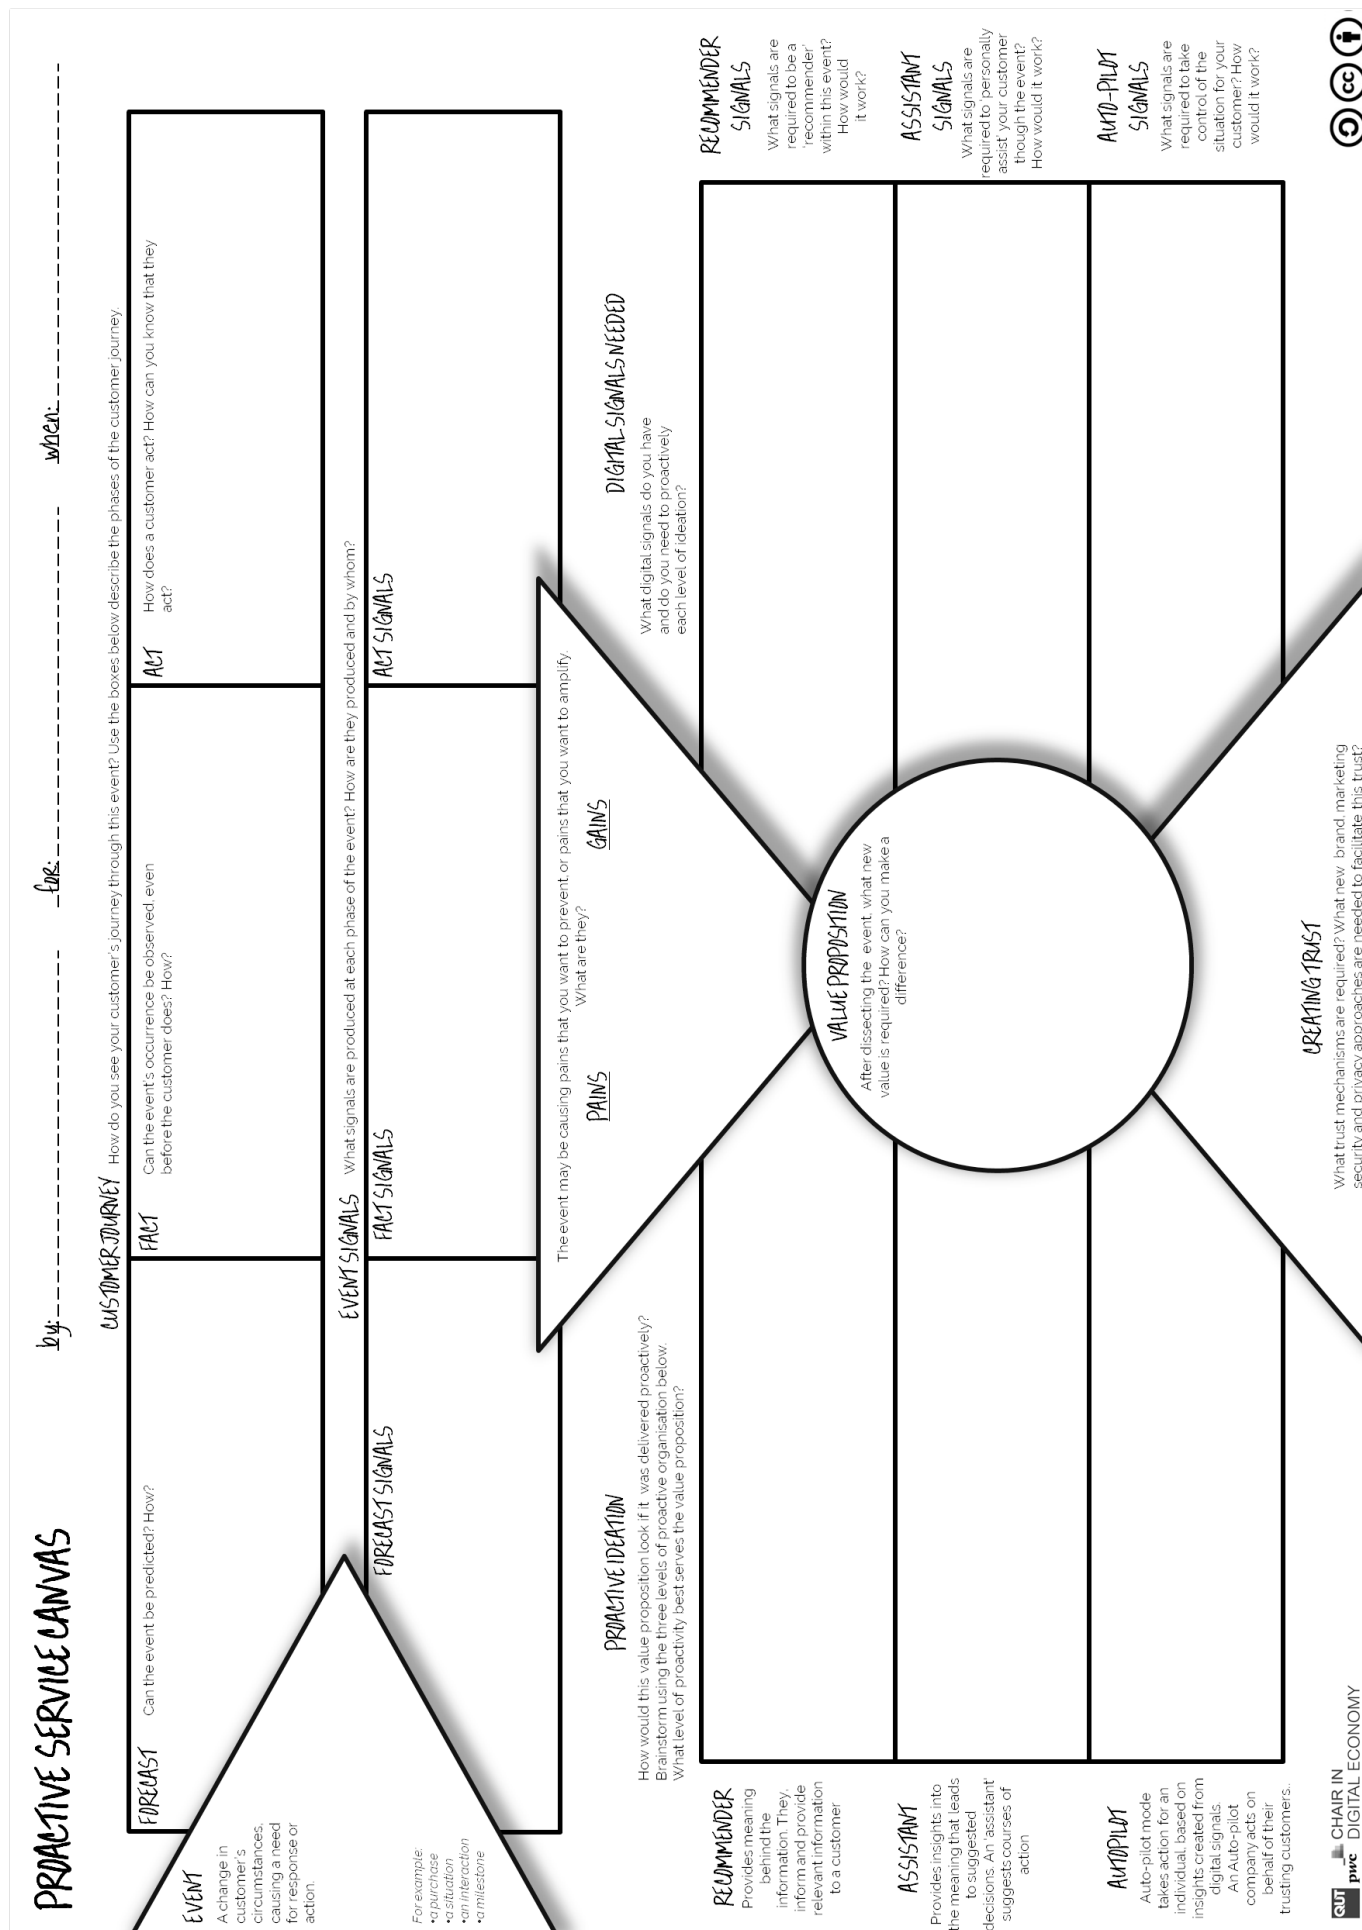 PROACTIVE SERVICE CANVAS
by:
for:
when:
CUSTOMER JOURNEY How do you see your customer's journey through this event? Use the boxes below describe the phases of the customer journey.
FORECAST Can the event be predicted? How?
FACT Can the event's occurrence be observed, even
before the customer does? How?
ACT How does a customer act? How can you know that they
act?
EVENT
A change in
customer's
circumstances,
causing a need
for response or
action.
For example:
•a purchase
•a situation
•an interaction
•a milestone
EVENT SIGNALS What signals are produced at each phase of the event? How are they produced and by whom?
FORECAST SIGNALS
FACT SIGNALS
ACT SIGNALS
The event may be causing pains that you want to prevent, or pains that you want to amplify.
What are they?
PAINS
GAINS
PROACTIVE IDEATION
How would this value proposition look if it was delivered proactively?
Brainstorm using the three levels of proactive organisation below.
What level of proactivity best serves the value proposition?
DIGITAL SIGNALS NEEDED
What digital signals do you have
and do you need to proactively
each level of ideation?
RECOMMENDER
Provides meaning
behind the
information. They,
inform and provide
relevant information
to a customer
ASSISTANT
Provides insights into
the meaning that leads
to suggested
decisions. An 'assistant'
suggests courses of
action
AUTOPILOT
Auto-pilot mode
takes action for an
individual, based on
insights created from
digital signals.
An Auto-pilot
company acts on
behalf of their
trusting customers..
VALUE PROPOSITION
After dissecting the event, what new
value is required? How can you make a
difference?
RECOMMENDER
SIGNALS
What signals are
required to be a
'recommender'
within this event?
How would
it work?
ASSISTANT
SIGNALS
What signals are
required to 'personally
assist' your customer
though the event?
How would it work?
AUTO-PILOT
SIGNALS
What signals are
required to take
control of the
situation for your
customer? How
would it work?
CREATING TRUST
What trust mechanisms are required? What new brand, marketing
security and privacy approaches are needed to facilitate this trust?
QUT
pwc
CHAIR IN
DIGITAL ECONOMY
cc